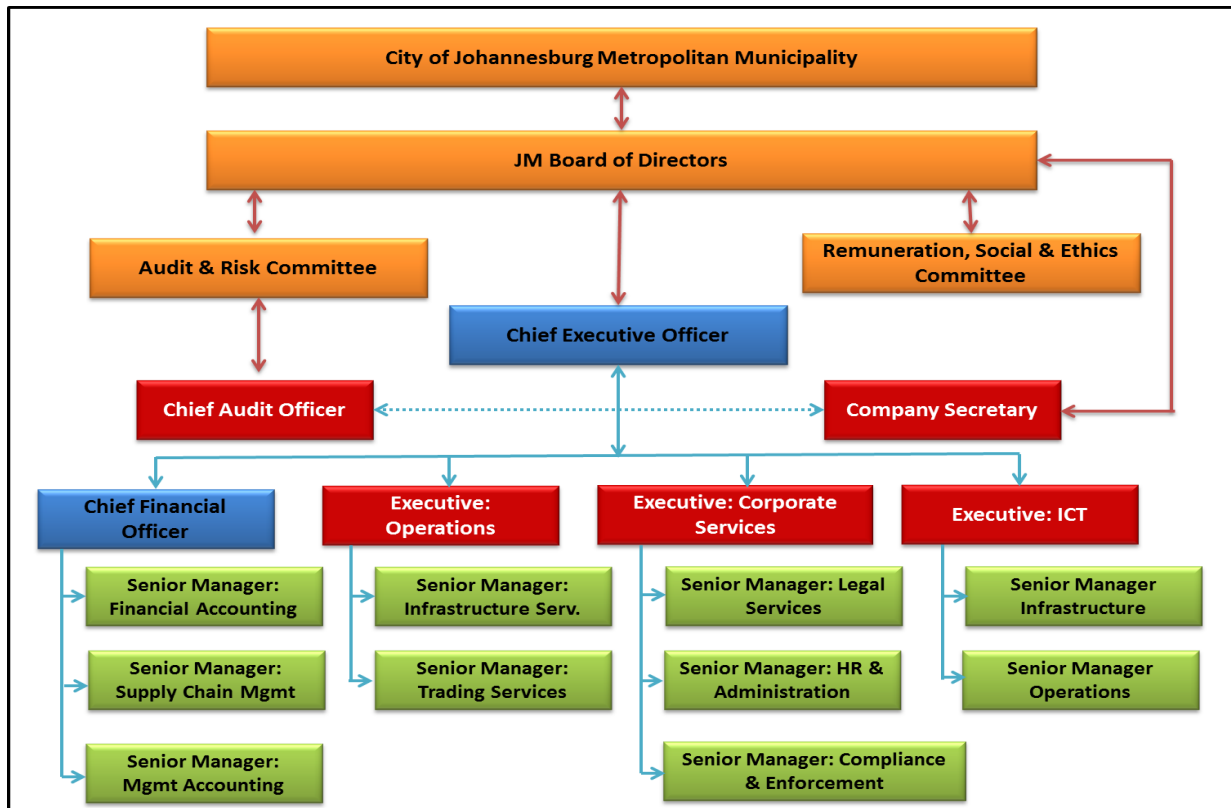 City of Johannesburg Metropolitan Municipality
JM Board of Directors
Audit & Risk Committee
Remuneration, Social & Ethics
Committee
Chief Executive Officer
Chief Audit Officer
Company Secretary
Chief Financial
Officer
Executive:
Operations
Executive: Corporate
Services
Executive: ICT
Senior Manager:
Financial Accounting
Senior Manager:
Infrastructure Serv.
Senior Manager: Legal
Services
Senior Manager
Infrastructure
Senior Manager:
Supply Chain Mgmt
Senior Manager:
Trading Services
Senior Manager: HR &
Administration
Senior Manager
Operations
Senior Manager:
Mgmt Accounting
Senior Manager: Compliance
& Enforcement